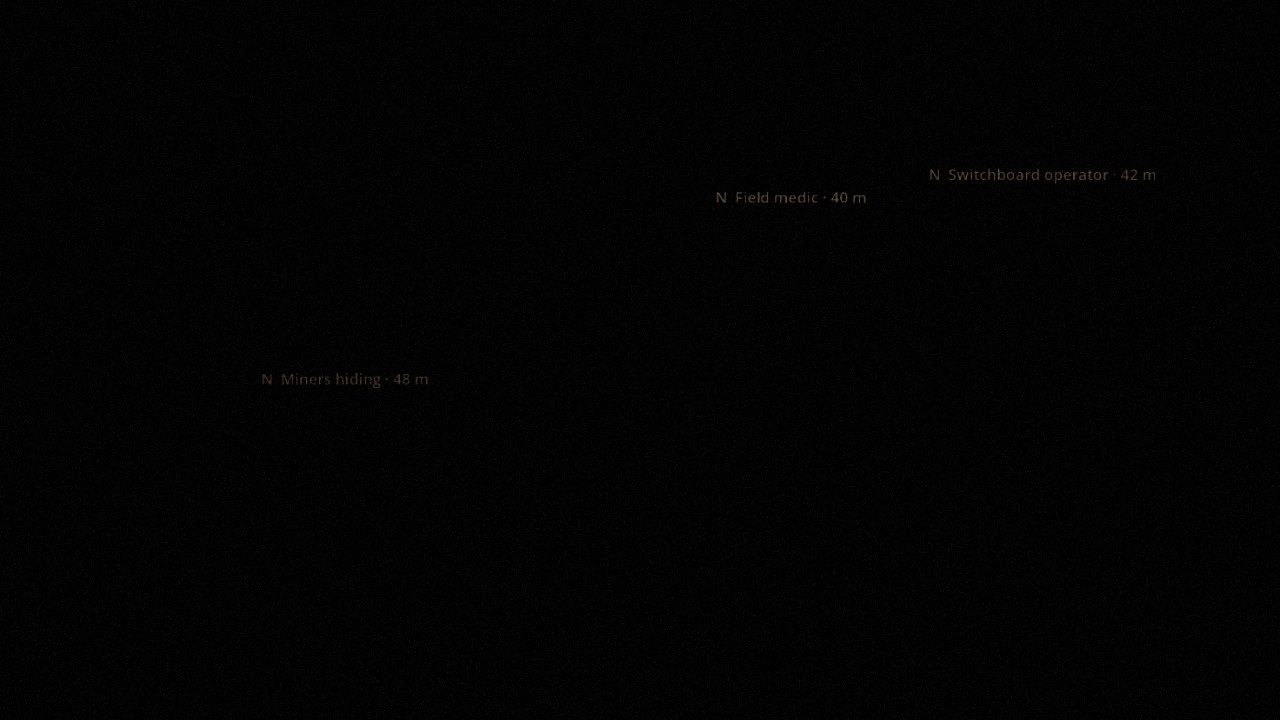 N Switchboard operator · 42 m
N Field medic · 40 m
N Miners hiding · 48 m